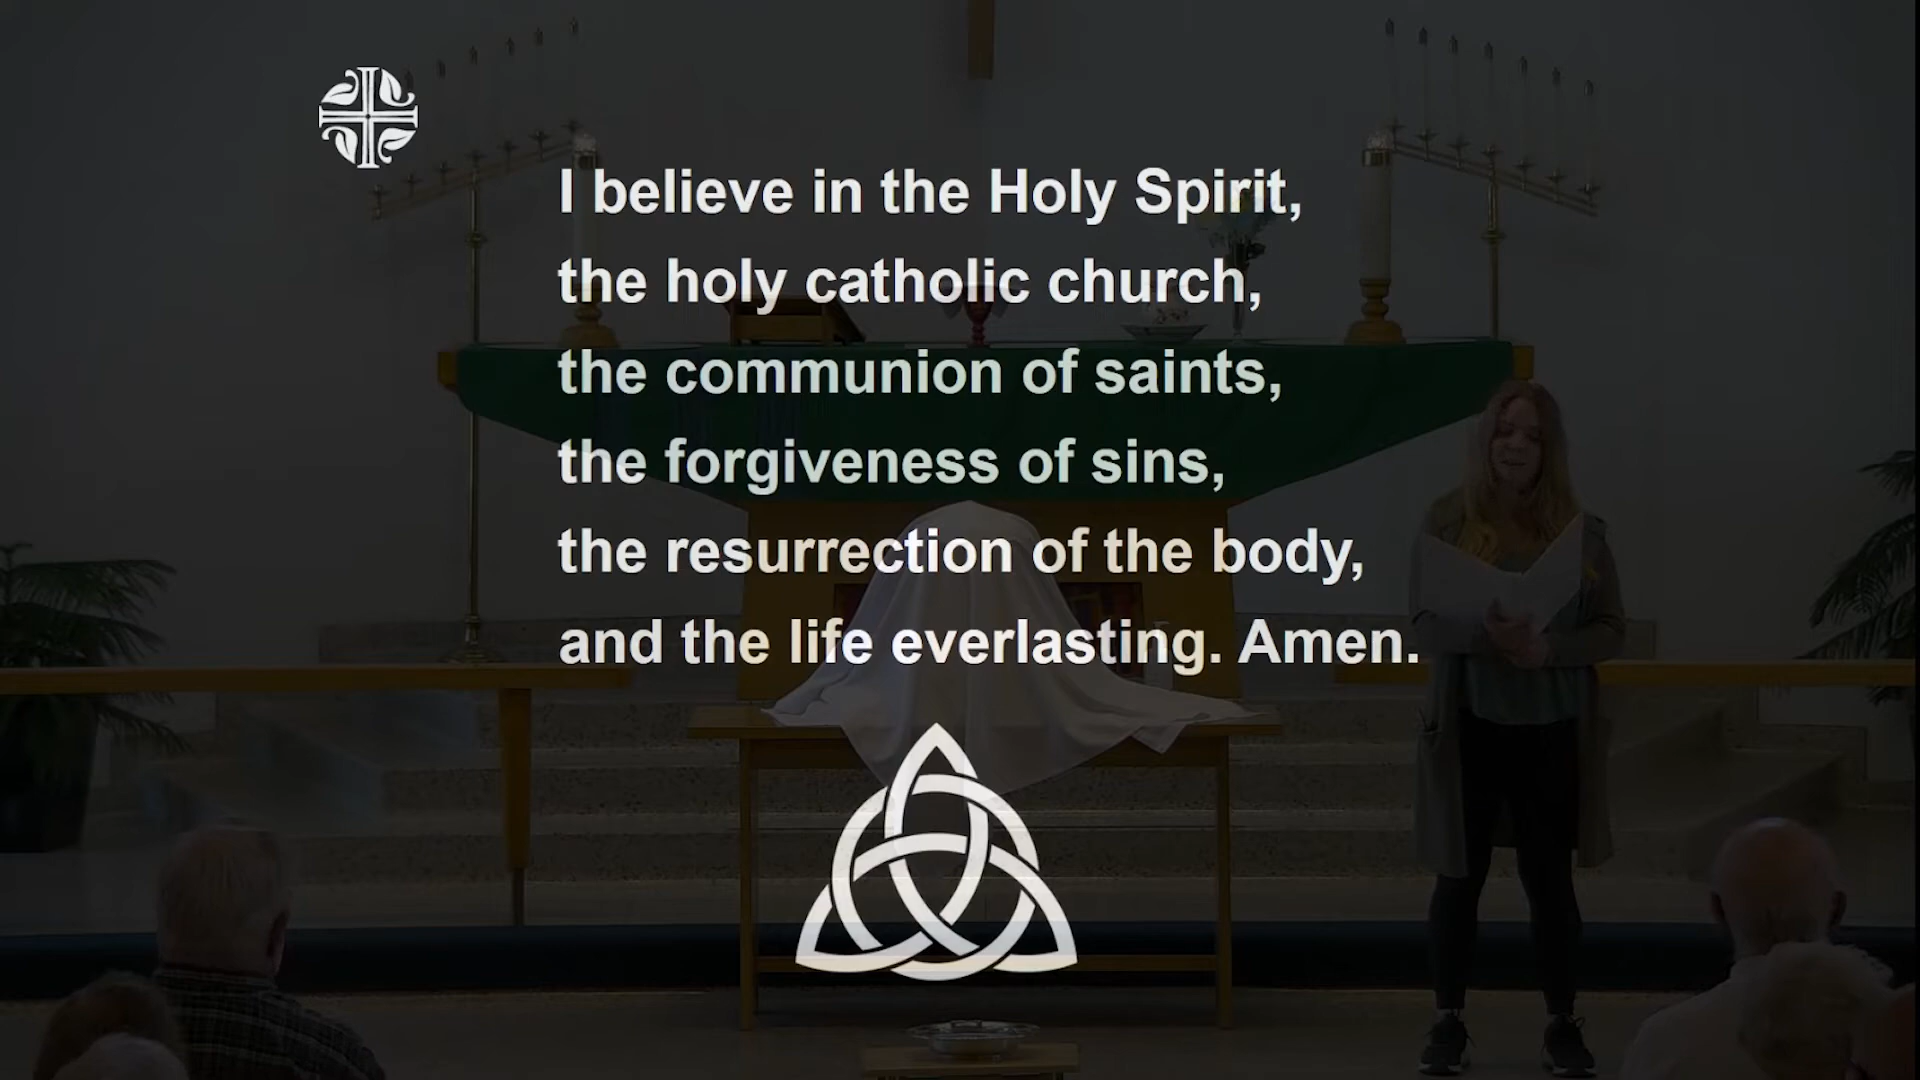 I believe in the Holy Spirit,
the holy catholic church,
the communion of saints,
the forgiveness of sins,
the resurrection of the body,
and the life everlasting. Amen.